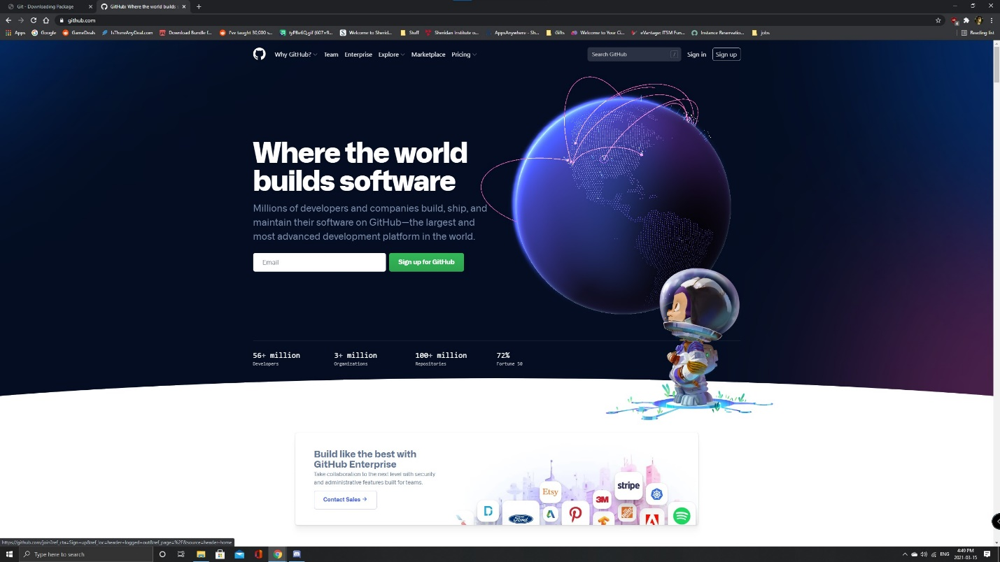 Git - Downloading Package
GitHub: Where the world builds s
github.com
Apps
Google
GameDeals
IsThereAnyDeal.com
Download Bundle f...
I've taught 30,000 s...
tyPBe6Q.gif (607×9...
Welcome to Sherid...
Stuff
Sheridan Institute o...
AppsAnywhere - Sh...
Gifts
Welcome to Your Ci...
eVantage: ITSM Fun...
Instance Reservatio...
jobs
Reading list
Why GitHub?
Team
Enterprise
Explore
Marketplace
Pricing
Search GitHub
/
Sign in
Sign up
Where the world
builds software
Millions of developers and companies build, ship, and
maintain their software on GitHub—the largest and
most advanced development platform in the world.
Email
Sign up for GitHub
56+ million
Developers
3+ million
Organizations
100+ million
Repositories
72%
Fortune 50
Build like the best with
GitHub Enterprise
Take collaboration to the next level with security
and administrative features built for teams.
Contact Sales →
Etsy
stripe
3M
Ford
https://github.com/join?ref_cta=Sign+up&ref_loc=header+logged+out&ref_page=%2F&source=header-home
Type here to search
ENG
4:49 PM
2021-03-15